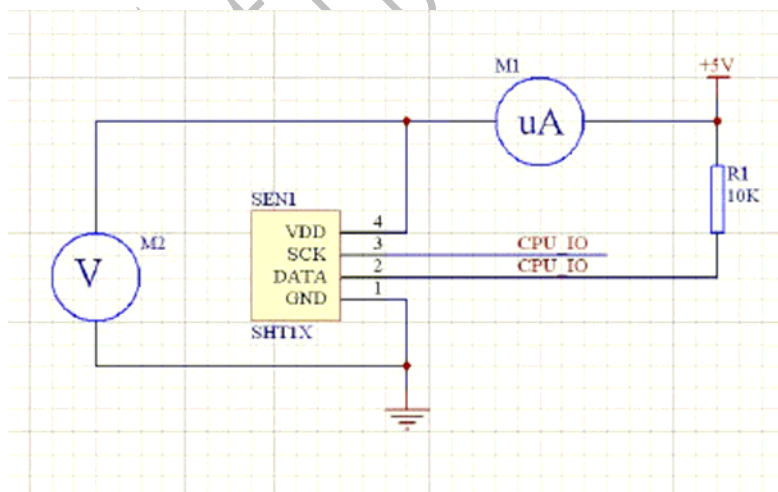 M1
+5V
uA
R1
10K
SEN1
M2
V
VDD 4
SCK 3 CPU_IO
DATA 2 CPU_IO
GND 1
SHT1X